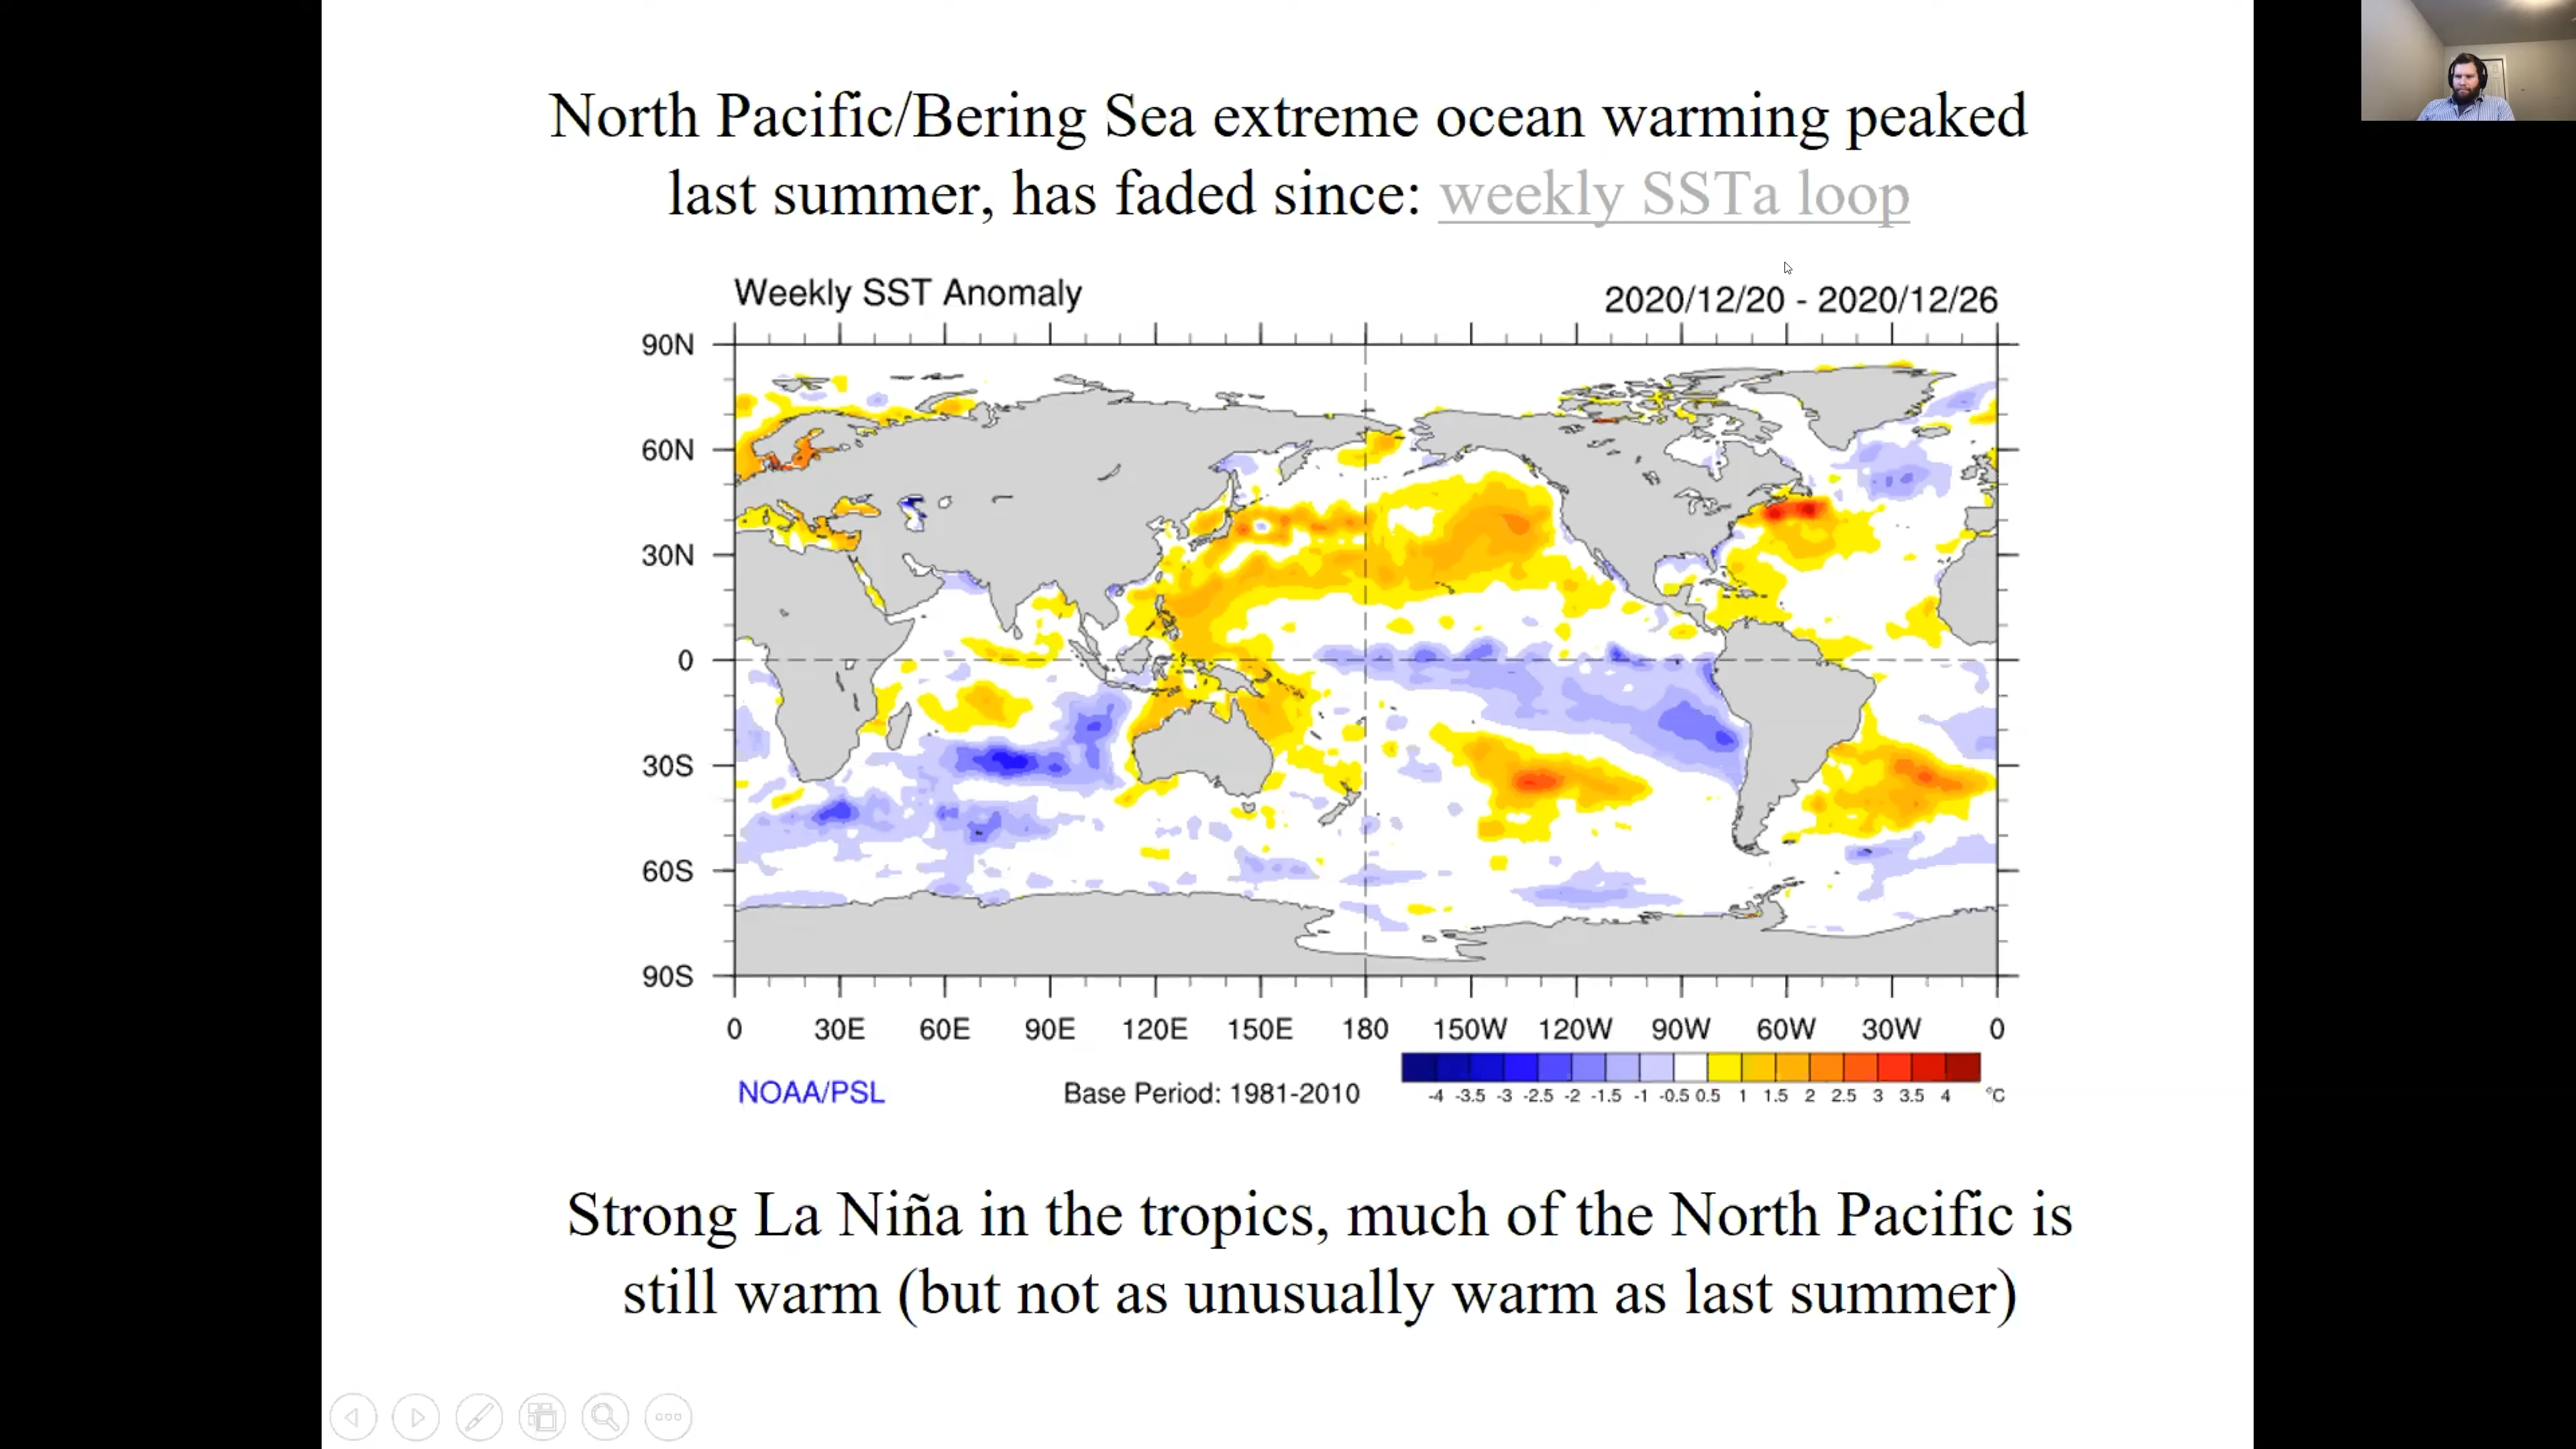 North Pacific/Bering Sea extreme ocean warming peaked
last summer, has faded since: weekly SSTa loop
Weekly SST Anomaly
2020/12/20 - 2020/12/26
90N
60N
30N
0
30S
60S
90S
0 30E 60E 90E 120E 150E 180 150W 120W 90W 60W 30W 0
NOAA/PSL
Base Period: 1981-2010
-4 -3.5 -3 -2.5 -2 -1.5 -1 -0.5 0.5 1 1.5 2 2.5 3 3.5 4 °C
Strong La Niña in the tropics, much of the North Pacific is
still warm (but not as unusually warm as last summer)